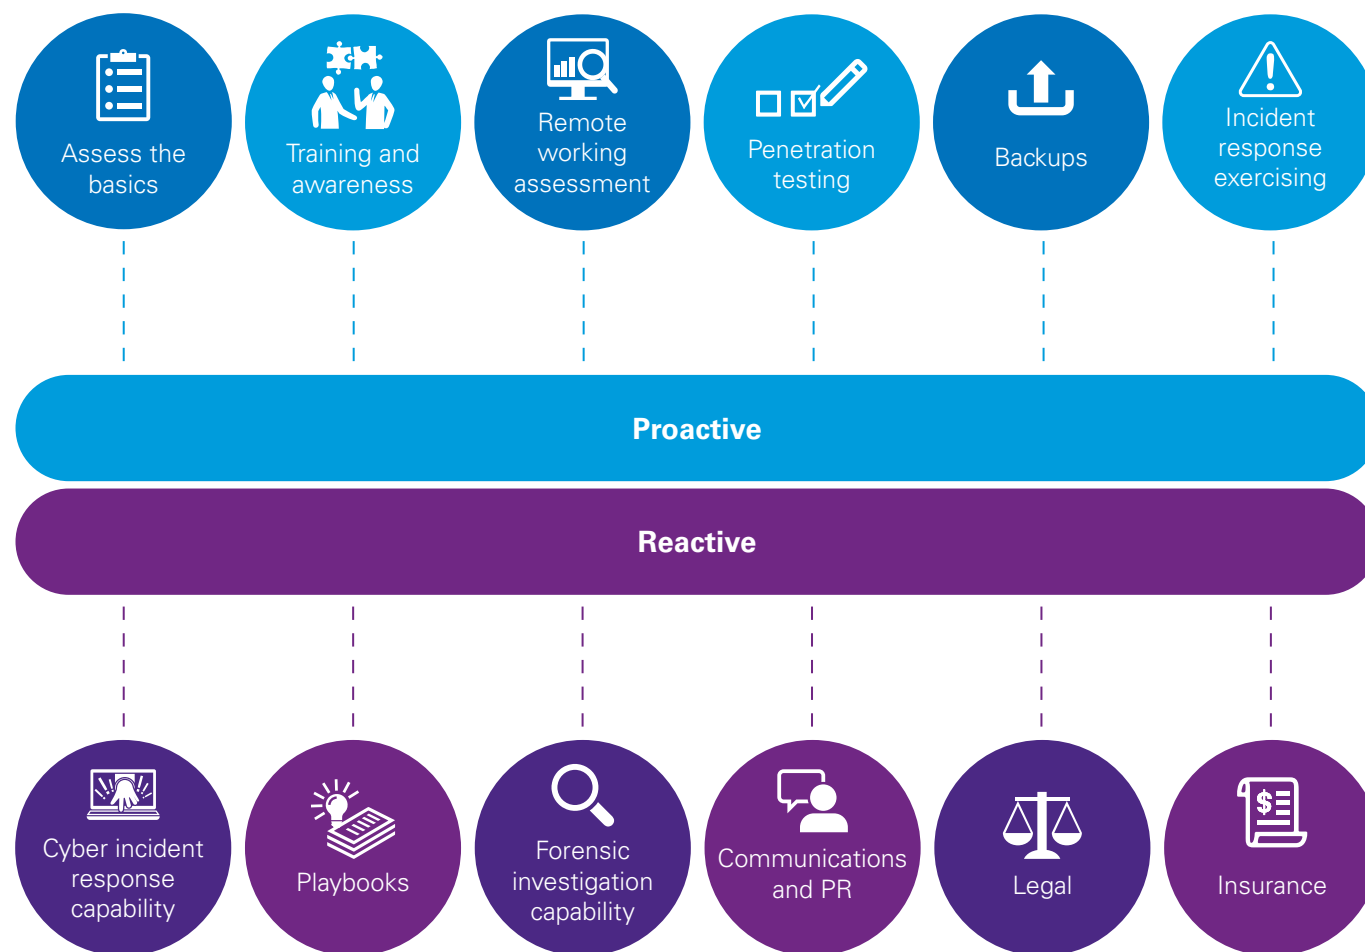 Assess the
basics
Training and
awareness
Remote
working
assessment
Penetration
testing
Backups
Incident
response
exercising
Proactive
Reactive
Cyber incident
response
capability
Playbooks
Forensic
investigation
capability
Communications
and PR
Legal
$
Insurance